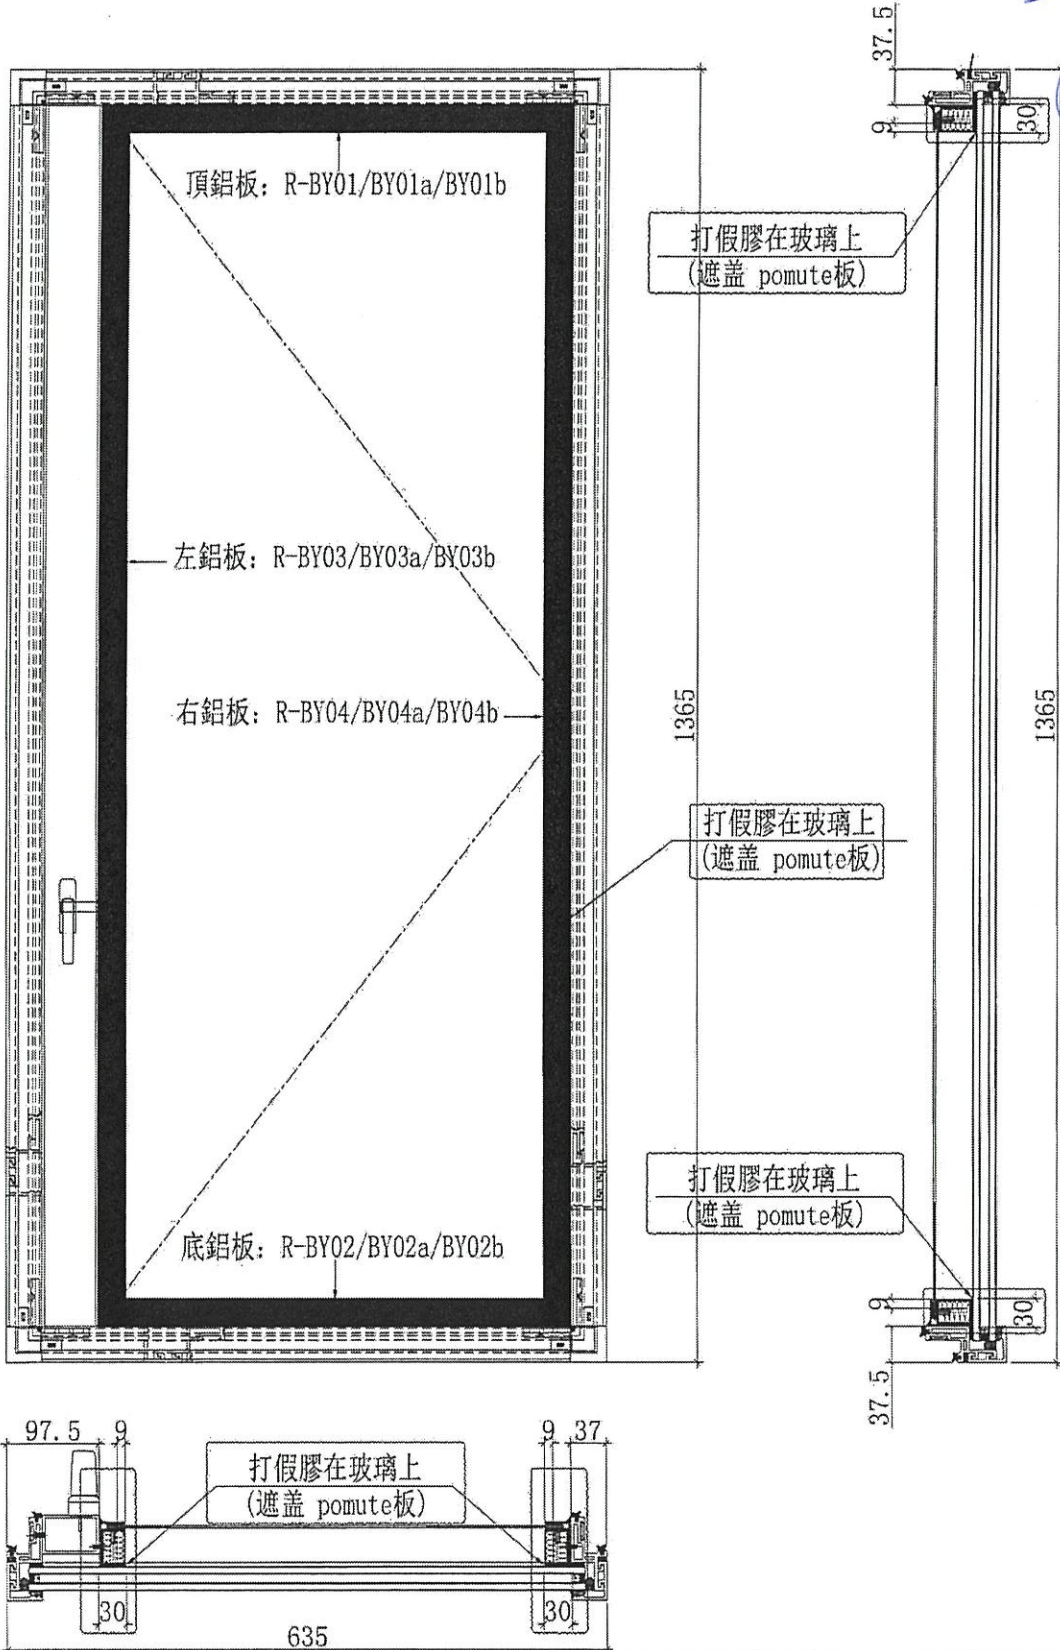 37.5
9
30
頂鋁板: R-BY01/BY01a/BY01b
打假膠在玻璃上
(遮盖 pomute板)
左鋁板: R-BY03/BY03a/BY03b
右鋁板: R-BY04/BY04a/BY04b
1365
1365
打假膠在玻璃上
(遮盖 pomute板)
打假膠在玻璃上
(遮盖 pomute板)
底鋁板: R-BY02/BY02a/BY02b
9
30
37.5
97.5
9
9
37
打假膠在玻璃上
(遮盖 pomute板)
30
30
635